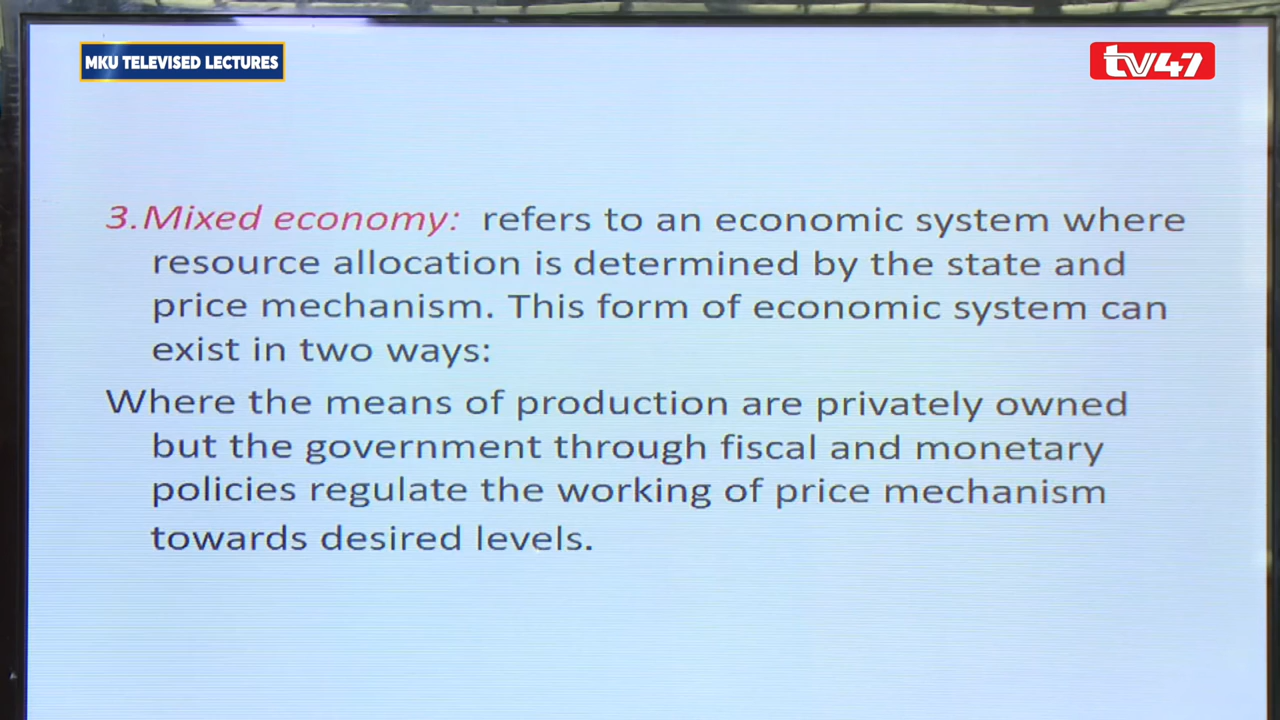 MKU TELEVISED LECTURES
tv47
3.Mixed economy: refers to an economic system where
resource allocation is determined by the state and
price mechanism. This form of economic system can
exist in two ways:
Where the means of production are privately owned
but the government through fiscal and monetary
policies regulate the working of price mechanism
towards desired levels.